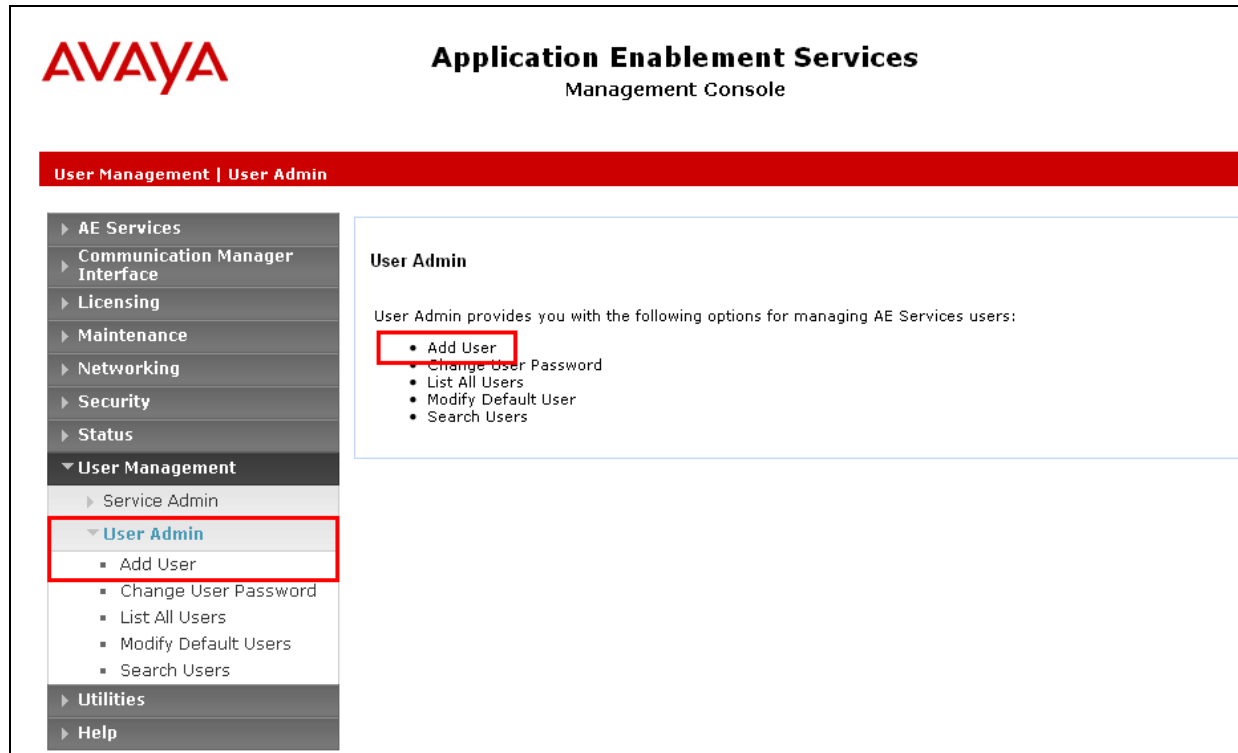 AVAYA
Application Enablement Services
Management Console
User Management | User Admin
AE Services
Communication Manager
Interface
Licensing
Maintenance
Networking
Security
Status
User Management
Service Admin
User Admin
Add User
Change User Password
List All Users
Modify Default Users
Search Users
Utilities
Help
User Admin
User Admin provides you with the following options for managing AE Services users:
Add User
Change User Password
List All Users
Modify Default User
Search Users